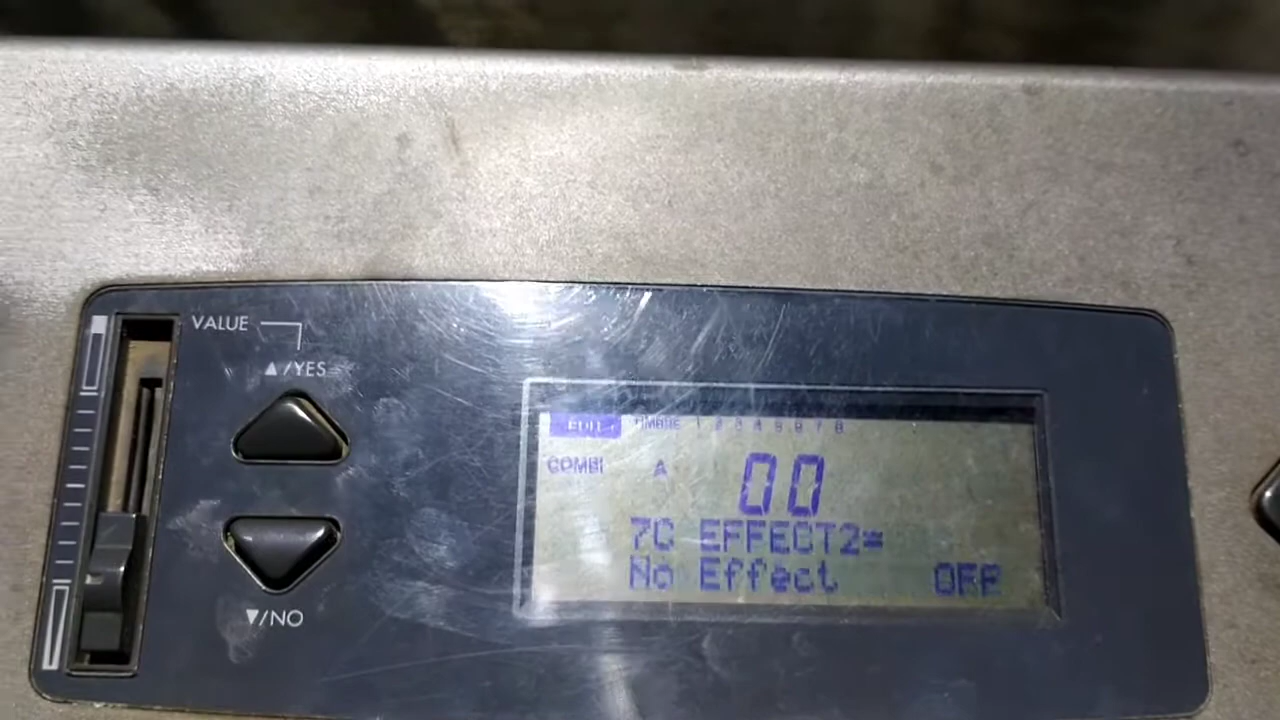 VALUE
▲/YES
▼/NO
EDIT TIMBRE 1 2 3 4 5 6 7 8
COMBI A 00
7C EFFECT2=
No Effect OFF